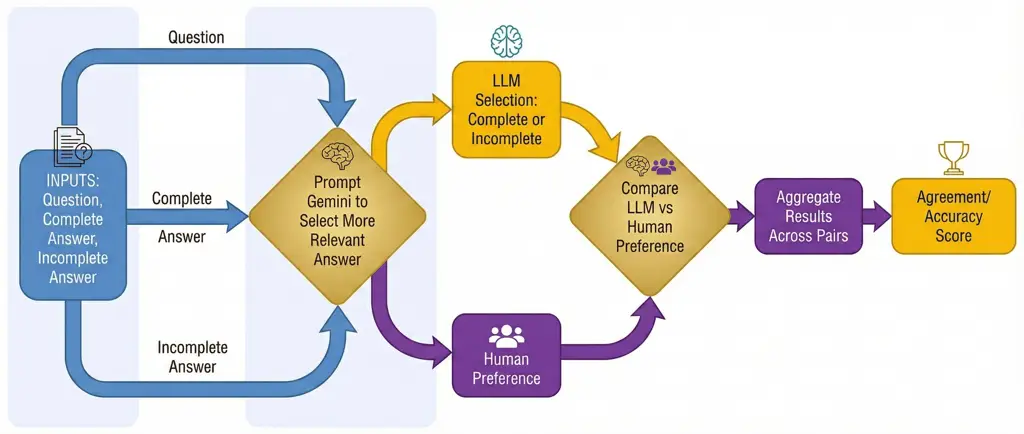 Question
INPUTS:
Question,
Complete
Answer,
Incomplete
Answer
Complete
Answer
Incomplete
Answer
Prompt
Gemini to
Select More
Relevant
Answer
LLM
Selection:
Complete or
Incomplete
Human
Preference
Compare
LLM vs
Human
Preference
Aggregate
Results
Across Pairs
Agreement/
Accuracy
Score